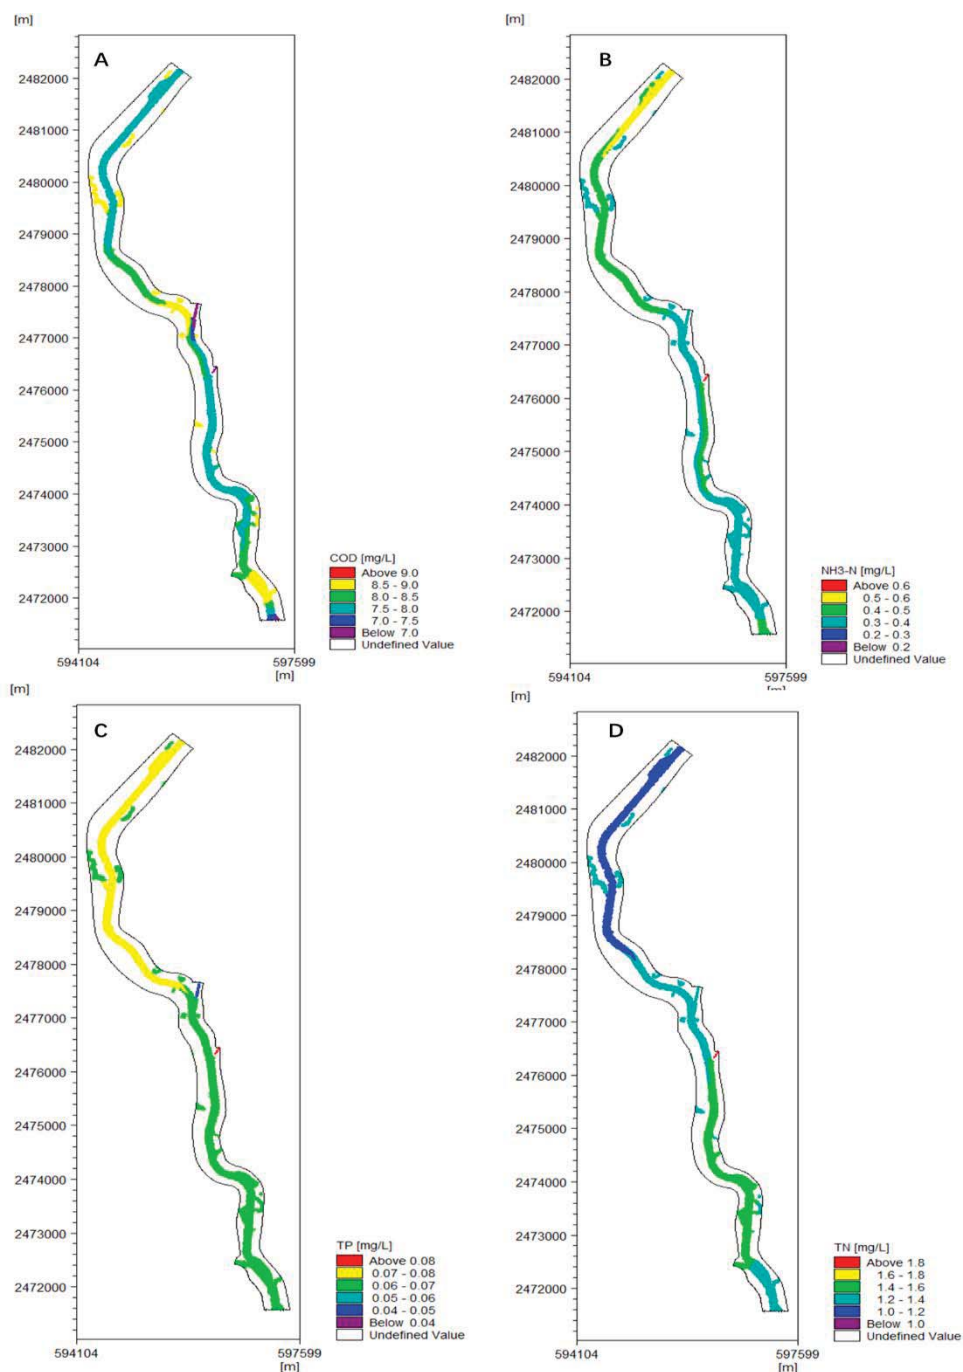 [m]
A
2482000
2481000
2480000
2479000
2478000
2477000
2476000
2475000
2474000
2473000
2472000
COD [mg/L]
Above 9.0
8.5 - 9.0
8.0 - 8.5
7.5 - 8.0
7.0 - 7.5
Below 7.0
Undefined Value
594104
597599
[m]
[m]
B
2482000
2481000
2480000
2479000
2478000
2477000
2476000
2475000
2474000
2473000
2472000
NH3-N [mg/L]
Above 0.6
0.5 - 0.6
0.4 - 0.5
0.3 - 0.4
0.2 - 0.3
Below 0.2
Undefined Value
594104
597599
[m]
[m]
C
2482000
2481000
2480000
2479000
2478000
2477000
2476000
2475000
2474000
2473000
2472000
TP [mg/L]
Above 0.08
0.07 - 0.08
0.06 - 0.07
0.05 - 0.06
0.04 - 0.05
Below 0.04
Undefined Value
594104
597599
[m]
[m]
D
2482000
2481000
2480000
2479000
2478000
2477000
2476000
2475000
2474000
2473000
2472000
TN [mg/L]
Above 1.8
1.6 - 1.8
1.4 - 1.6
1.2 - 1.4
1.0 - 1.2
Below 1.0
Undefined Value
594104
597599
[m]